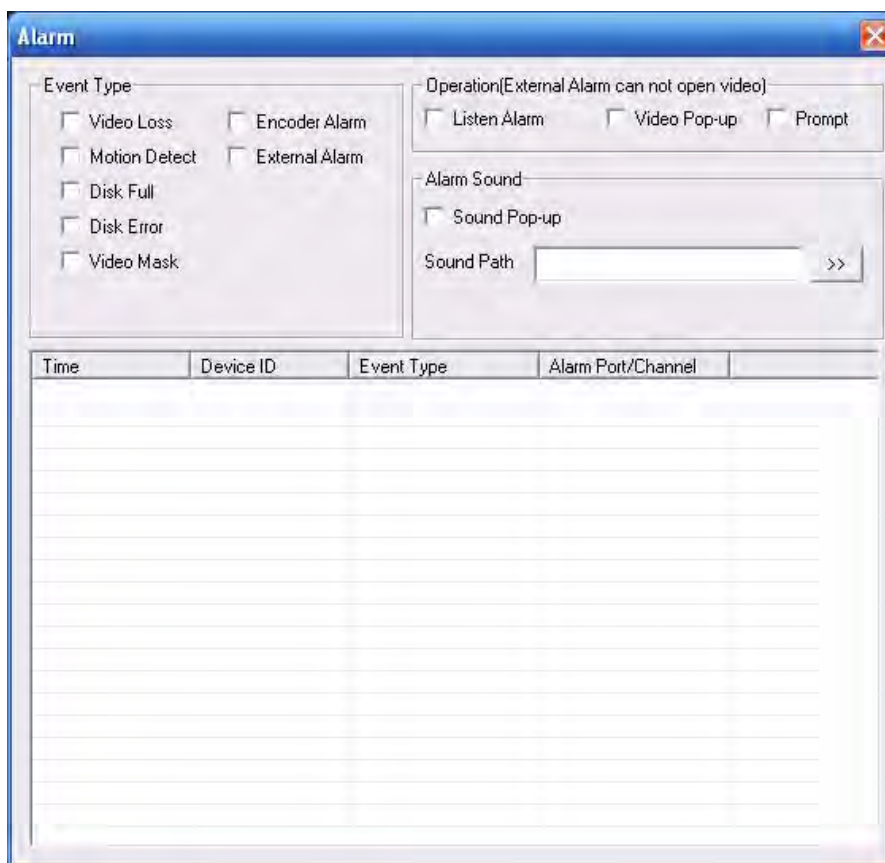 Alarm
Event Type
Video Loss
Encoder Alarm
Motion Detect
External Alarm
Disk Full
Disk Error
Video Mask
Operation(External Alarm can not open video)
Listen Alarm
Video Pop-up
Prompt
Alarm Sound
Sound Pop-up
Sound Path
>>
Time Device ID Event Type Alarm Port/Channel